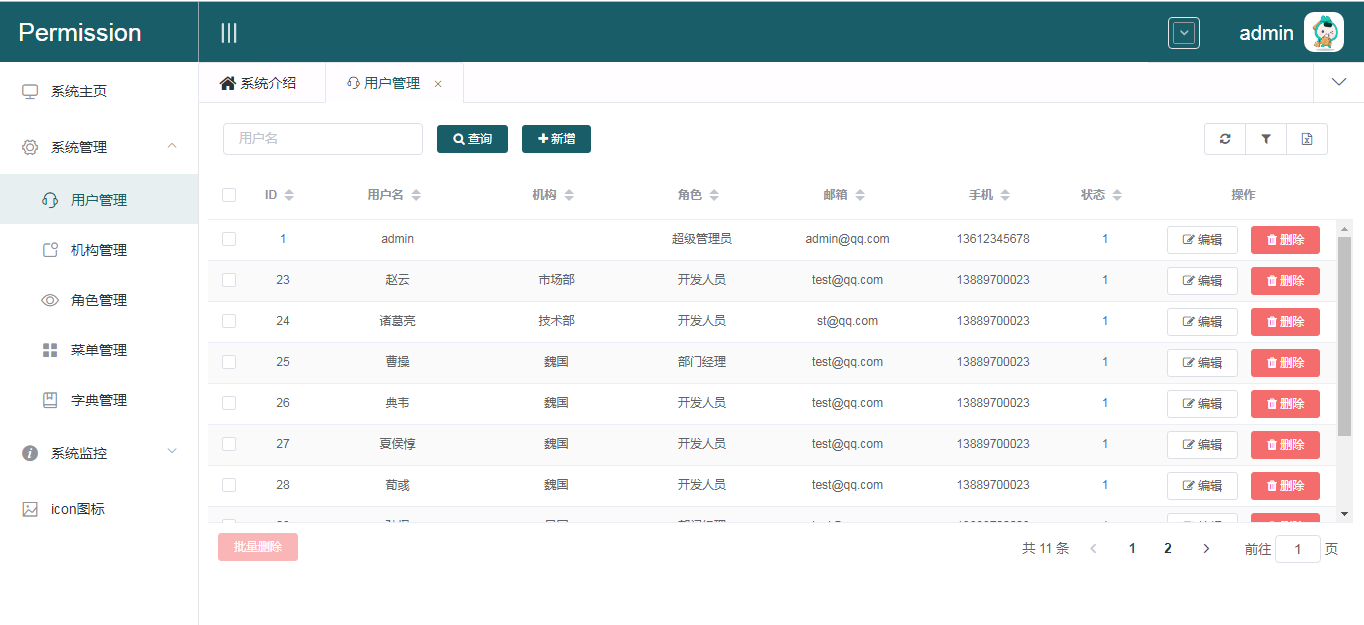 Permission
admin
系统主页
系统管理
用户管理
机构管理
角色管理
菜单管理
字典管理
系统监控
icon图标
系统介绍 用户管理 ×
用户名 查询 新增
ID 用户名 机构 角色 邮箱 手机 状态 操作
1 admin 超级管理员 admin@qq.com 13612345678 1 编辑 删除
23 赵云 市场部 开发人员 test@qq.com 13889700023 1 编辑 删除
24 诸葛亮 技术部 开发人员 st@qq.com 13889700023 1 编辑 删除
25 曹操 魏国 部门经理 test@qq.com 13889700023 1 编辑 删除
26 典韦 魏国 开发人员 test@qq.com 13889700023 1 编辑 删除
27 夏侯惇 魏国 开发人员 test@qq.com 13889700023 1 编辑 删除
28 荀彧 魏国 开发人员 test@qq.com 13889700023 1 编辑 删除
批量删除 共 11 条 1 2 前往 1 页